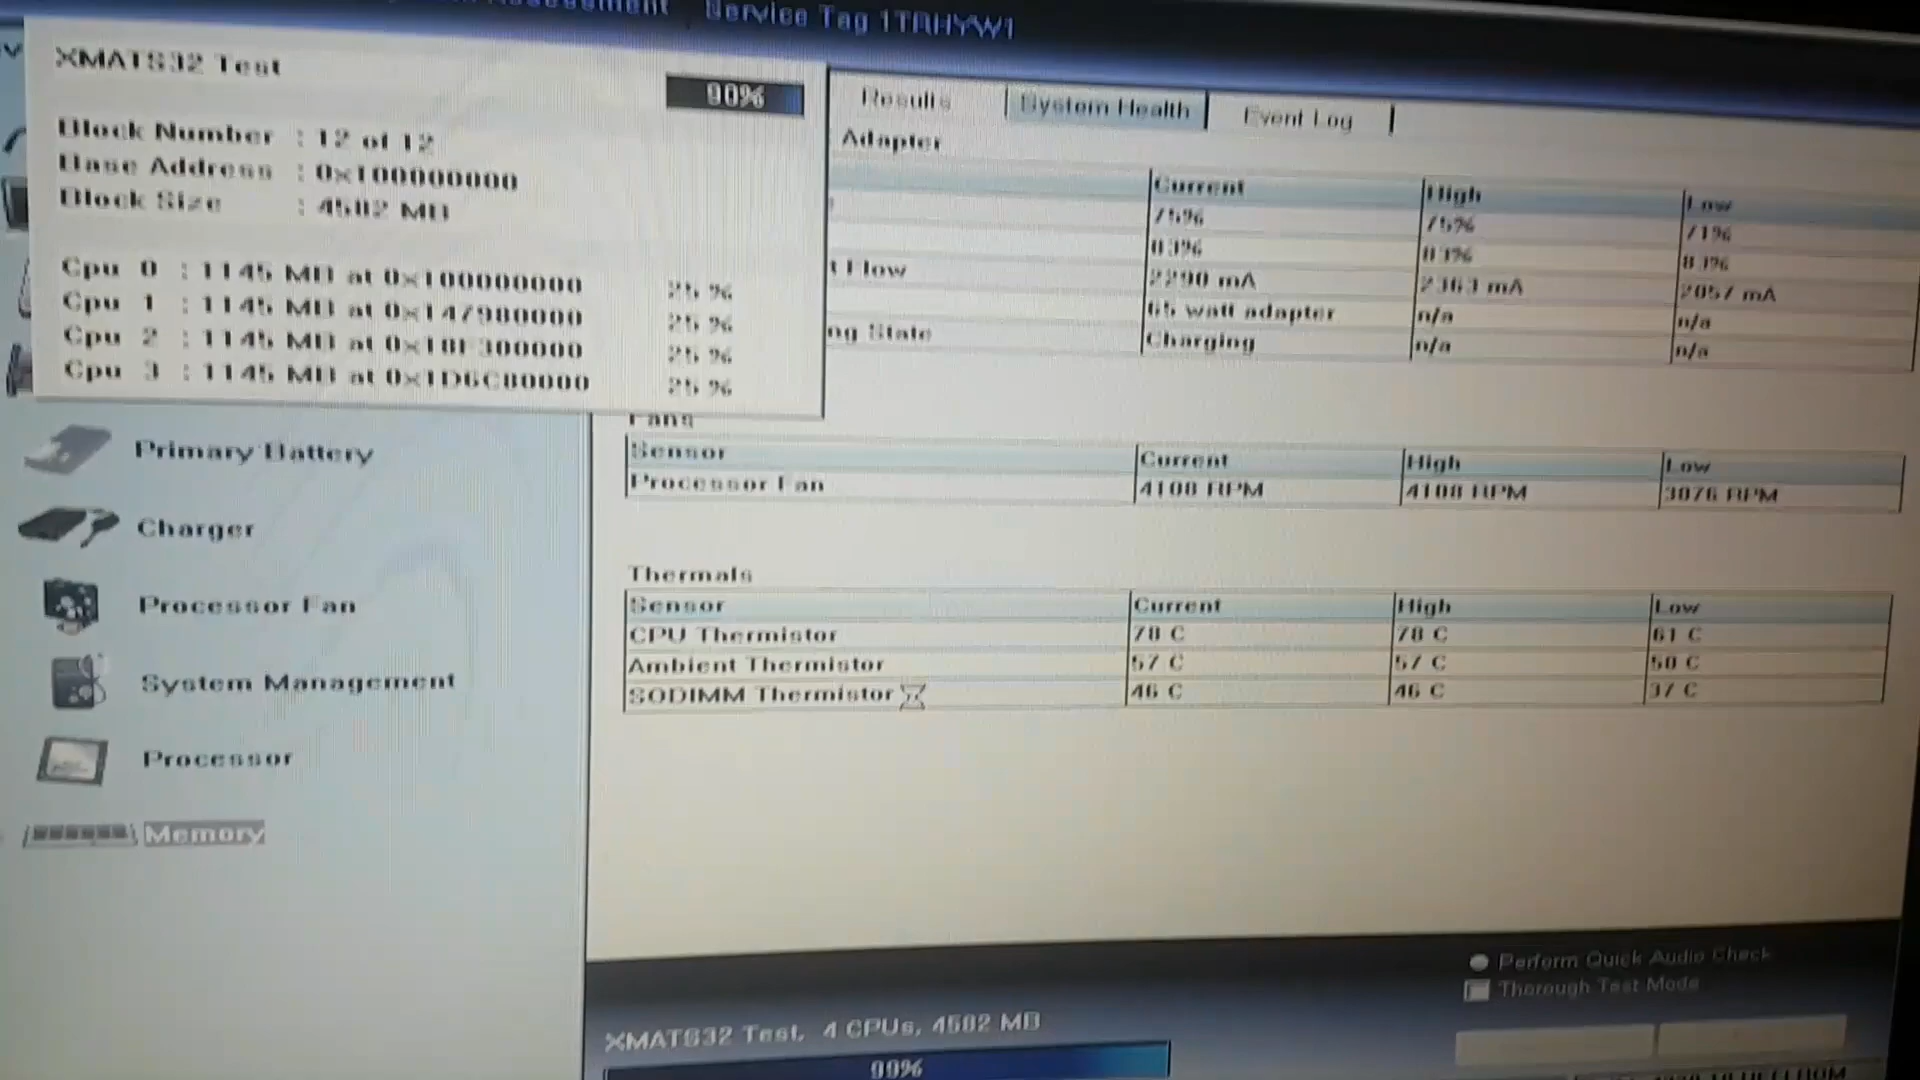 Assessment Service Tag 1TRHYW1
XMATS32 Test
90%
Block Number : 12 of 12
Base Address : 0x100000000
Block Size : 4582 MB
Cpu 0 : 1145 MB at 0x100000000 25 %
Cpu 1 : 1145 MB at 0x147980000 25 %
Cpu 2 : 1145 MB at 0x18F300000 25 %
Cpu 3 : 1145 MB at 0x1D6C80000 25 %
Results System Health Event Log
Adapter
Current High Low
75% 75% 71%
83% 83% 83%
t Flow 2290 mA 2363 mA 2057 mA
65 watt adapter n/a n/a
ng State Charging n/a n/a
Fans
Sensor Current High Low
Processor Fan 4108 RPM 4108 RPM 3076 RPM
Thermals
Sensor Current High Low
CPU Thermistor 78 C 78 C 61 C
Ambient Thermistor 57 C 57 C 50 C
SODIMM Thermistor 46 C 46 C 37 C
Primary Battery
Charger
Processor Fan
System Management
Processor
Memory
Perform Quick Audio Check
Thorough Test Mode
XMATS32 Test, 4 CPUs, 4582 MB
99%